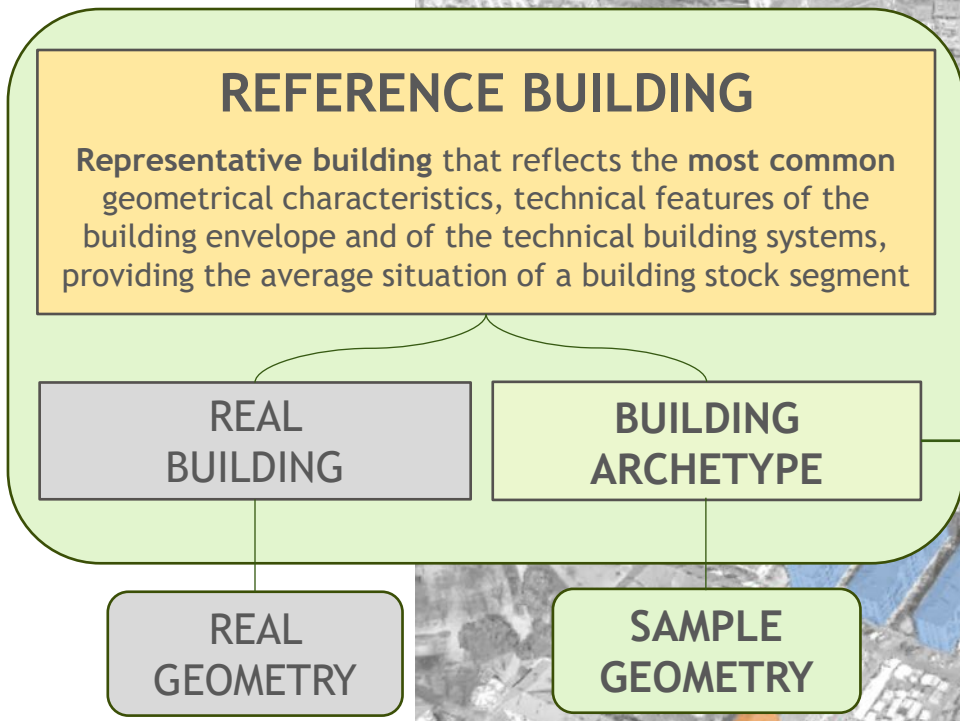 REFERENCE BUILDING
Representative building that reflects the most common
geometrical characteristics, technical features of the
building envelope and of the technical building systems,
providing the average situation of a building stock segment
REAL
BUILDING
BUILDING
ARCHETYPE
REAL
GEOMETRY
SAMPLE
GEOMETRY